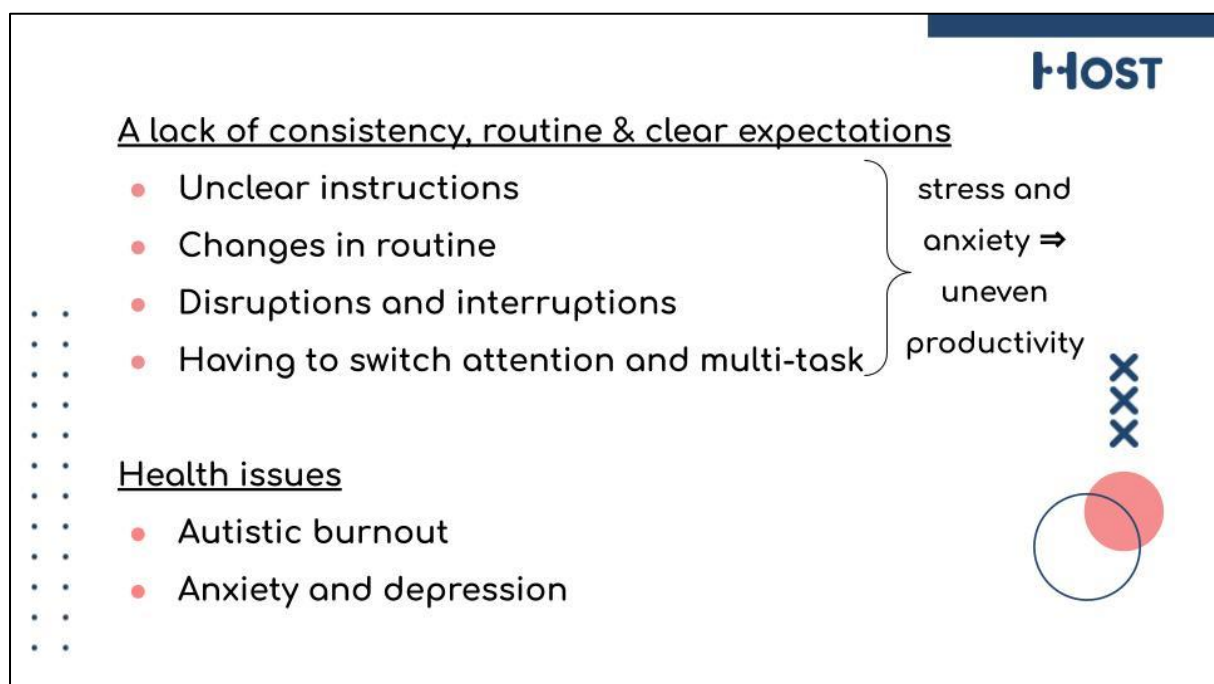 HOST
A lack of consistency, routine & clear expectations
● Unclear instructions
● Changes in routine
● Disruptions and interruptions
● Having to switch attention and multi-task
stress and
anxiety ⇒
uneven
productivity
Health issues
● Autistic burnout
● Anxiety and depression